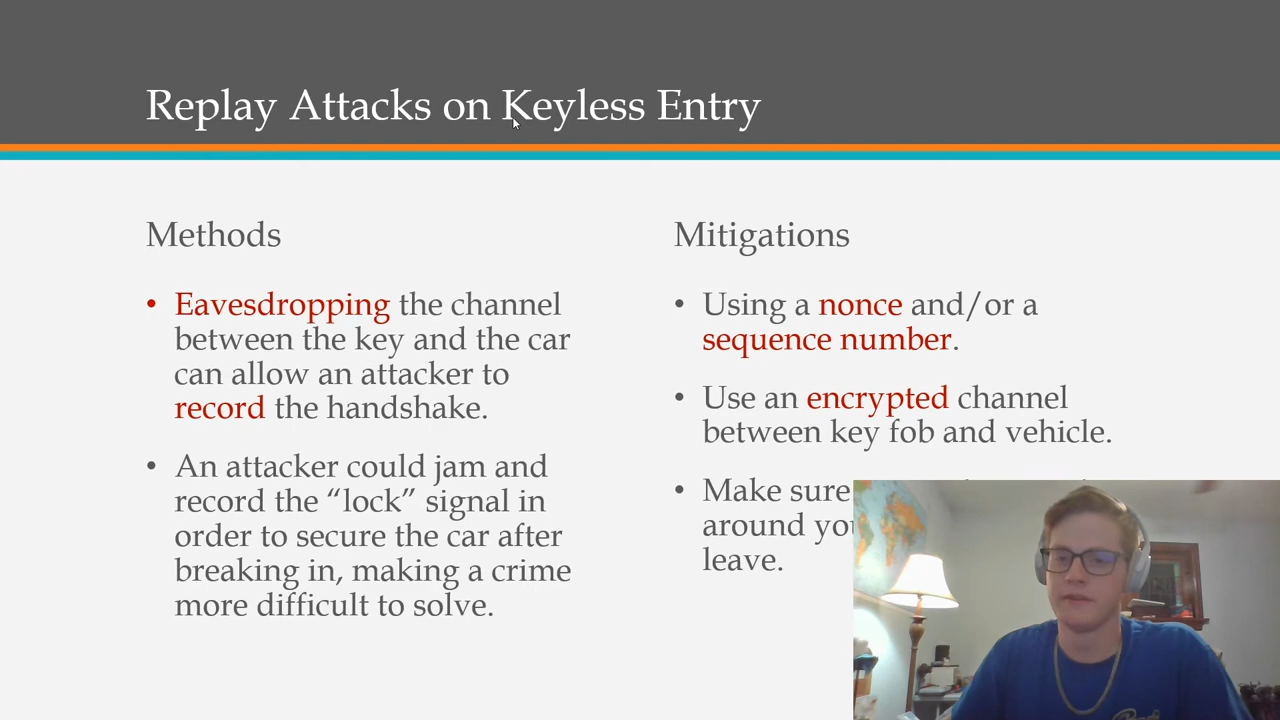 Replay Attacks on Keyless Entry
Methods
• Eavesdropping the channel
between the key and the car
can allow an attacker to
record the handshake.
• An attacker could jam and
record the “lock” signal in
order to secure the car after
breaking in, making a crime
more difficult to solve.
Mitigations
• Using a nonce and/or a
sequence number.
• Use an encrypted channel
between key fob and vehicle.
• Make sure
around
leave.